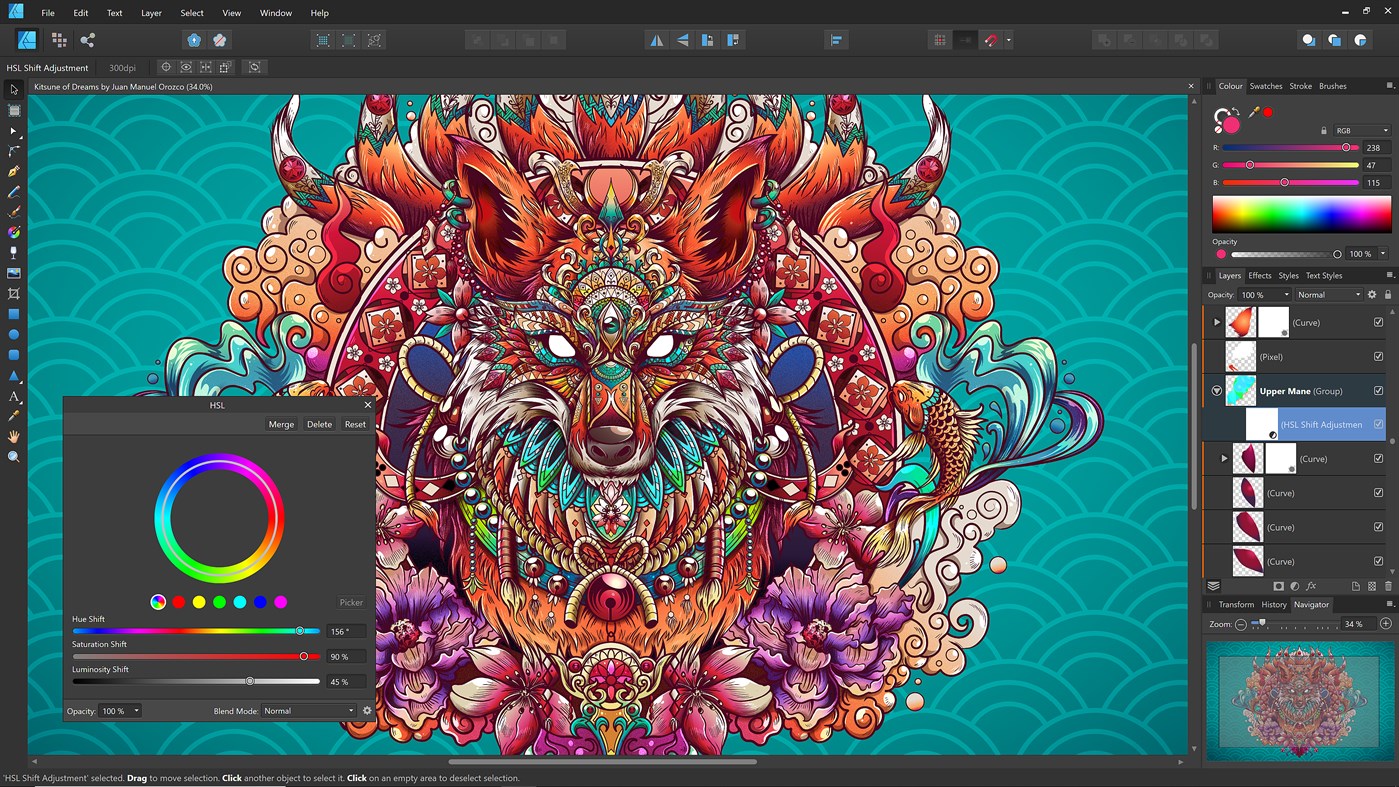 File Edit Text Layer Select View Window Help
HSL Shift Adjustment 300dpi
Kitsune of Dreams by Juan Manuel Orozco (34.0%)
Colour Swatches Stroke Brushes
RGB
R: 238
G: 47
B: 115
Opacity
100 %
Layers Effects Styles Text Styles
Opacity: 100 % Normal
(Curve)
(Pixel)
Upper Mane (Group)
(HSL Shift Adjustmen
(Curve)
(Curve)
(Curve)
(Curve)
fx
Transform History Navigator
Zoom: 34 %
HSL
Merge Delete Reset
Picker
Hue Shift
156 °
Saturation Shift
90 %
Luminosity Shift
45 %
Opacity: 100 % Blend Mode: Normal
A
'HSL Shift Adjustment' selected. Drag to move selection. Click another object to select it. Click on an empty area to deselect selection.